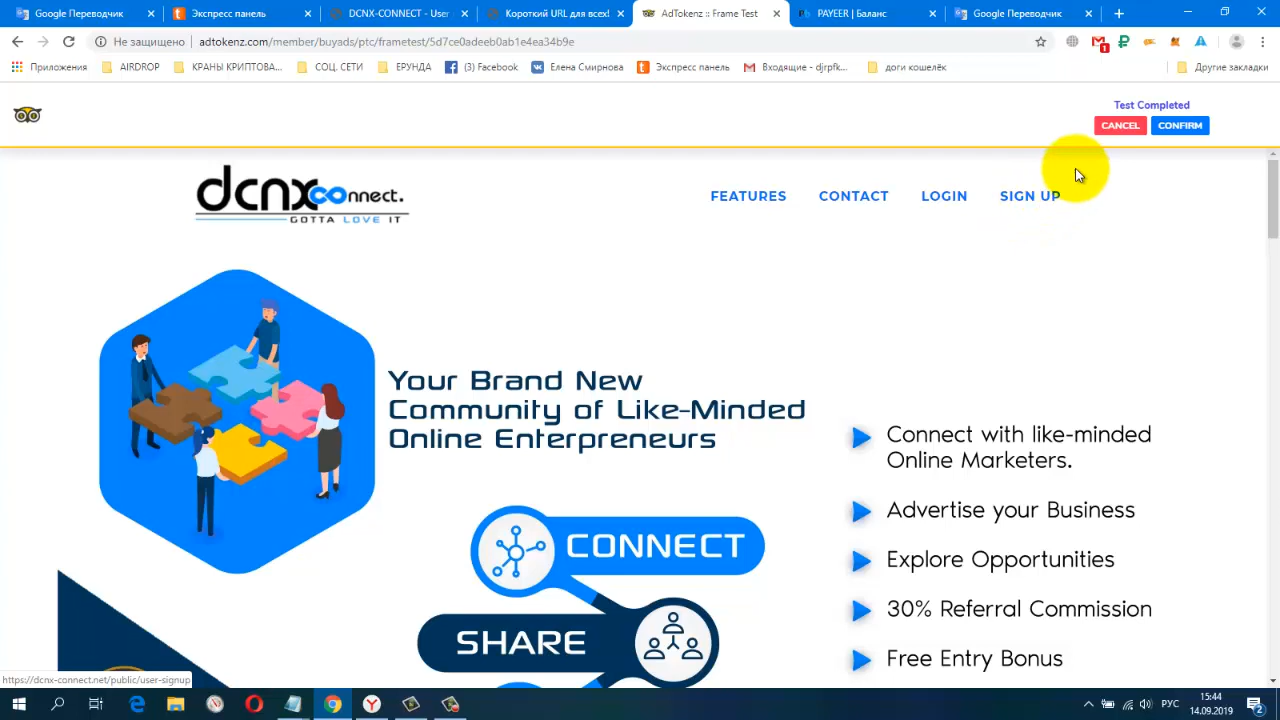 Google Переводчик
Экспресс панель
DCNX-CONNECT - User
Короткий URL для всех!
AdTokenz :: Frame Test
PAYEER | Баланс
Google Переводчик
Не защищено
adtokenz.com/member/buyads/ptc/frametest/5d7ce0adeeb0ab1e4ea34b9e
1
Приложения
AIRDROP
КРАНЫ КРИПТОВА...
СОЦ. СЕТИ
ЕРУНДА
(3) Facebook
Елена Смирнова
Экспресс панель
Входящие - djrpfk...
доги кошелёк
Другие закладки
Test Completed
CANCEL
CONFIRM
dcnxconnect.
GOTTA LOVE IT
FEATURES
CONTACT
LOGIN
SIGN UP
Your Brand New
Community of Like-Minded
Online Enterpreneurs
Connect with like-minded
Online Marketers.
Advertise your Business
Explore Opportunities
30% Referral Commission
Free Entry Bonus
CONNECT
SHARE
https://dcnx-connect.net/public/user-signup
РУС
15:44
14.09.2019
2